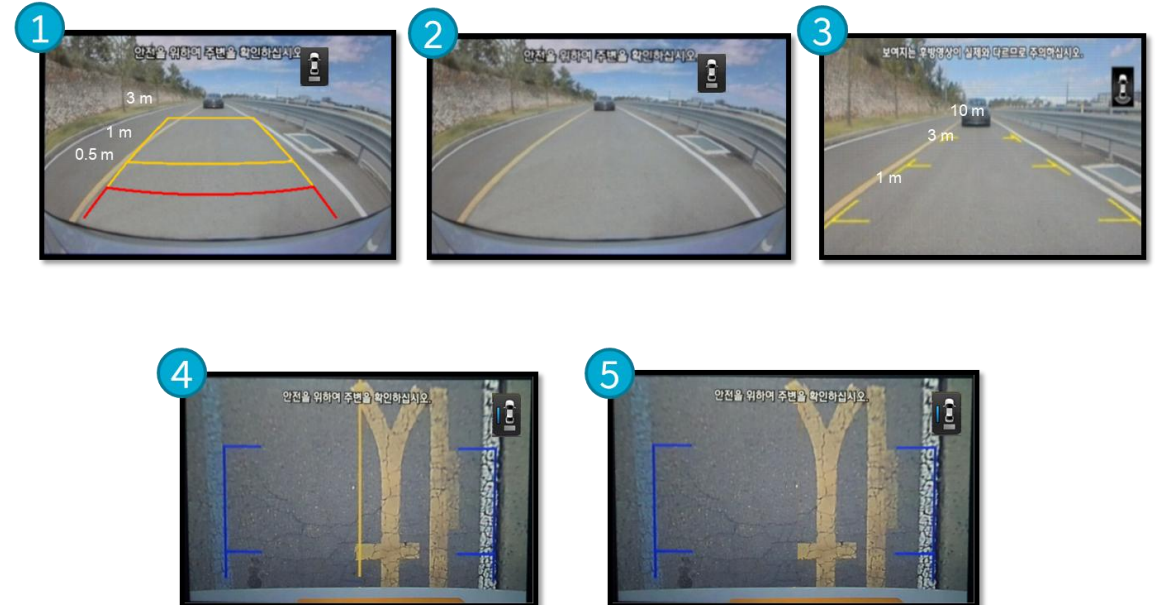 1
안전을 위하여 주변을 확인하십시오
3 m
1 m
0.5 m
2
안전을 위하여 주변을 확인하십시오
3
보여지는 후방영상이 실제와 다르므로 주의하십시오.
10 m
3 m
1 m
4
안전을 위하여 주변을 확인하십시오.
5
안전을 위하여 주변을 확인하십시오.